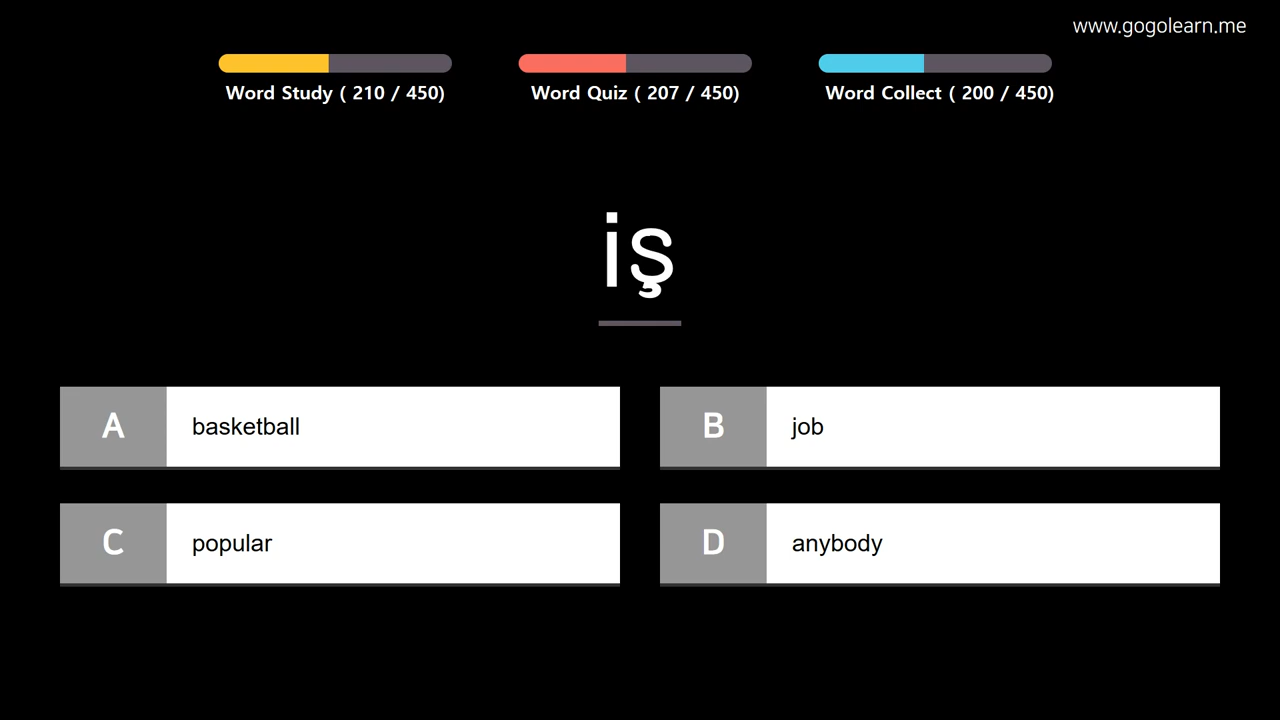 www.gogolearn.me
Word Study ( 210 / 450)
Word Quiz ( 207 / 450)
Word Collect ( 200 / 450)
iş
A basketball
B job
C popular
D anybody